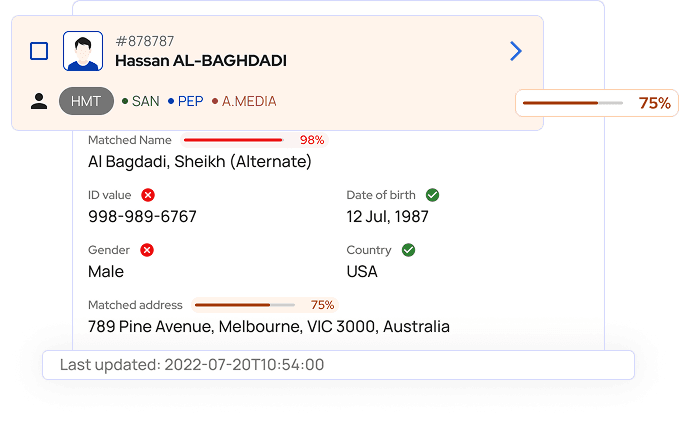 #878787
Hassan AL-BAGHDADI
HMT SAN PEP A.MEDIA
75%
Matched Name 98%
Al Bagdadi, Sheikh (Alternate)
ID value Date of birth
998-989-6767 12 Jul, 1987
Gender Country
Male USA
Matched address 75%
789 Pine Avenue, Melbourne, VIC 3000, Australia
Last updated: 2022-07-20T10:54:00